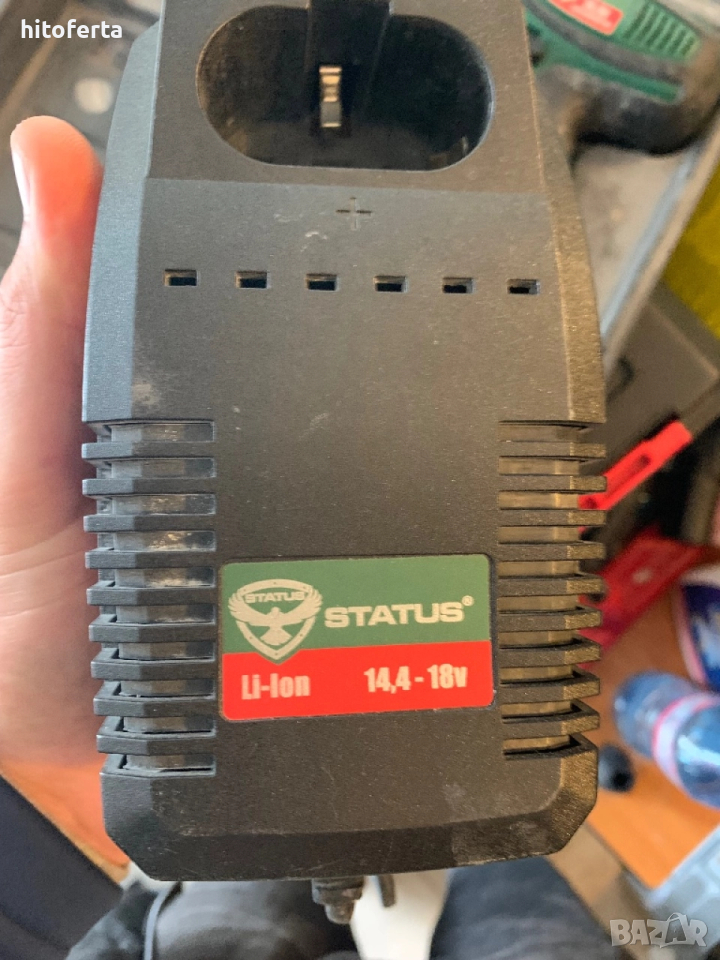 hitoferta
+
STATUS
STATUS®
Li-Ion 14,4 - 18v
BAZAR